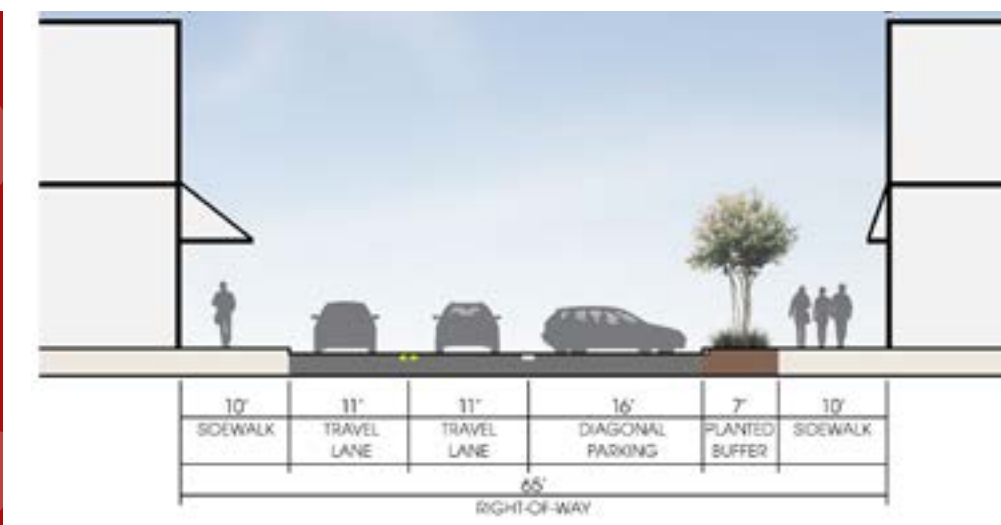 10' 11' 11' 16' 7' 10'
SIDEWALK TRAVEL LANE TRAVEL LANE DIAGONAL PARKING PLANTED BUFFER SIDEWALK
65'
RIGHT-OF-WAY